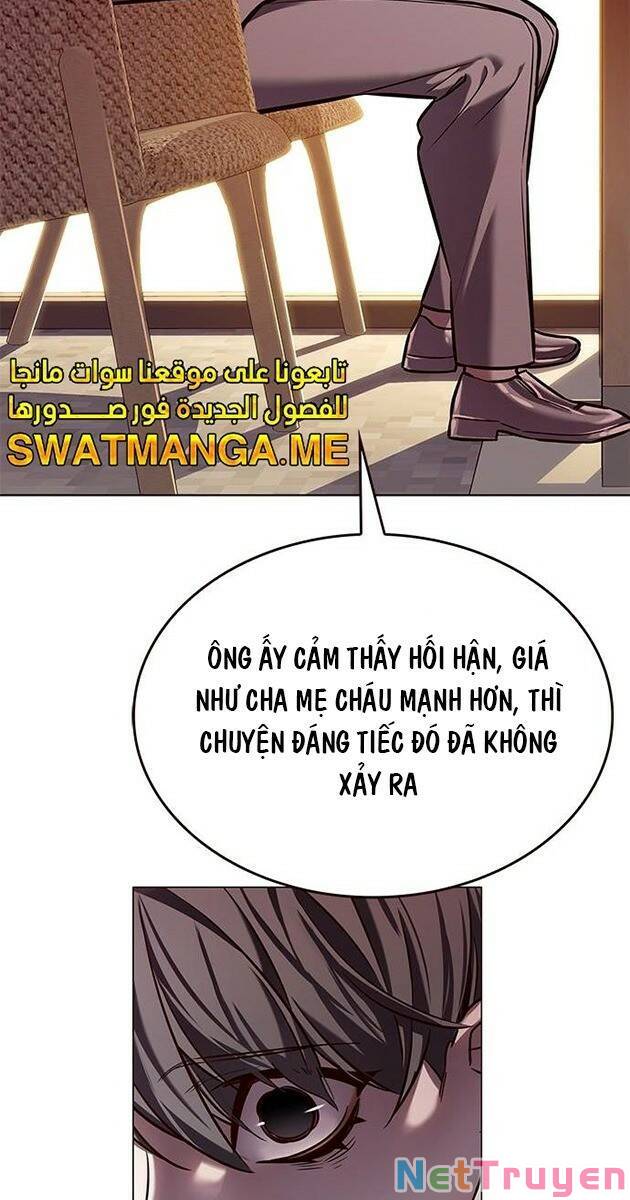 تابعونا على موقعنا سوات مانجا
للفصول الجديدة فور صدورها
SWATMANGA.ME
ÔNG ẤY CẢM THẤY HỐI HẬN, GIÁ
NHƯ CHA MẸ CHÁU MẠNH HƠN, THÌ
CHUYỆN ĐÁNG TIẾC ĐÓ ĐÃ KHÔNG
XẢY RA
NETTRUYEN